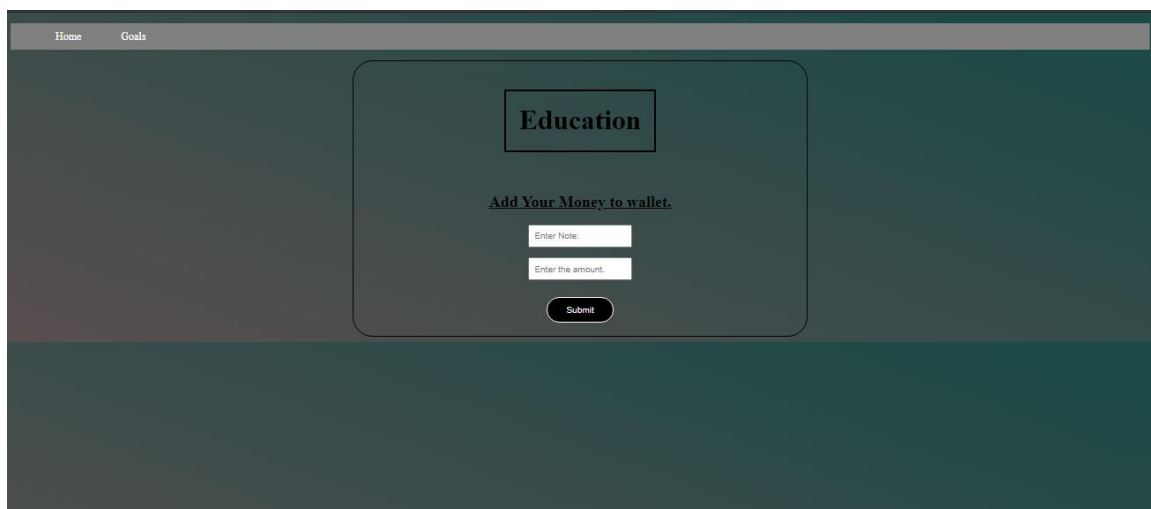 Home Goals
Education
Add Your Money to wallet.
Enter Note:
Enter the amount.
Submit